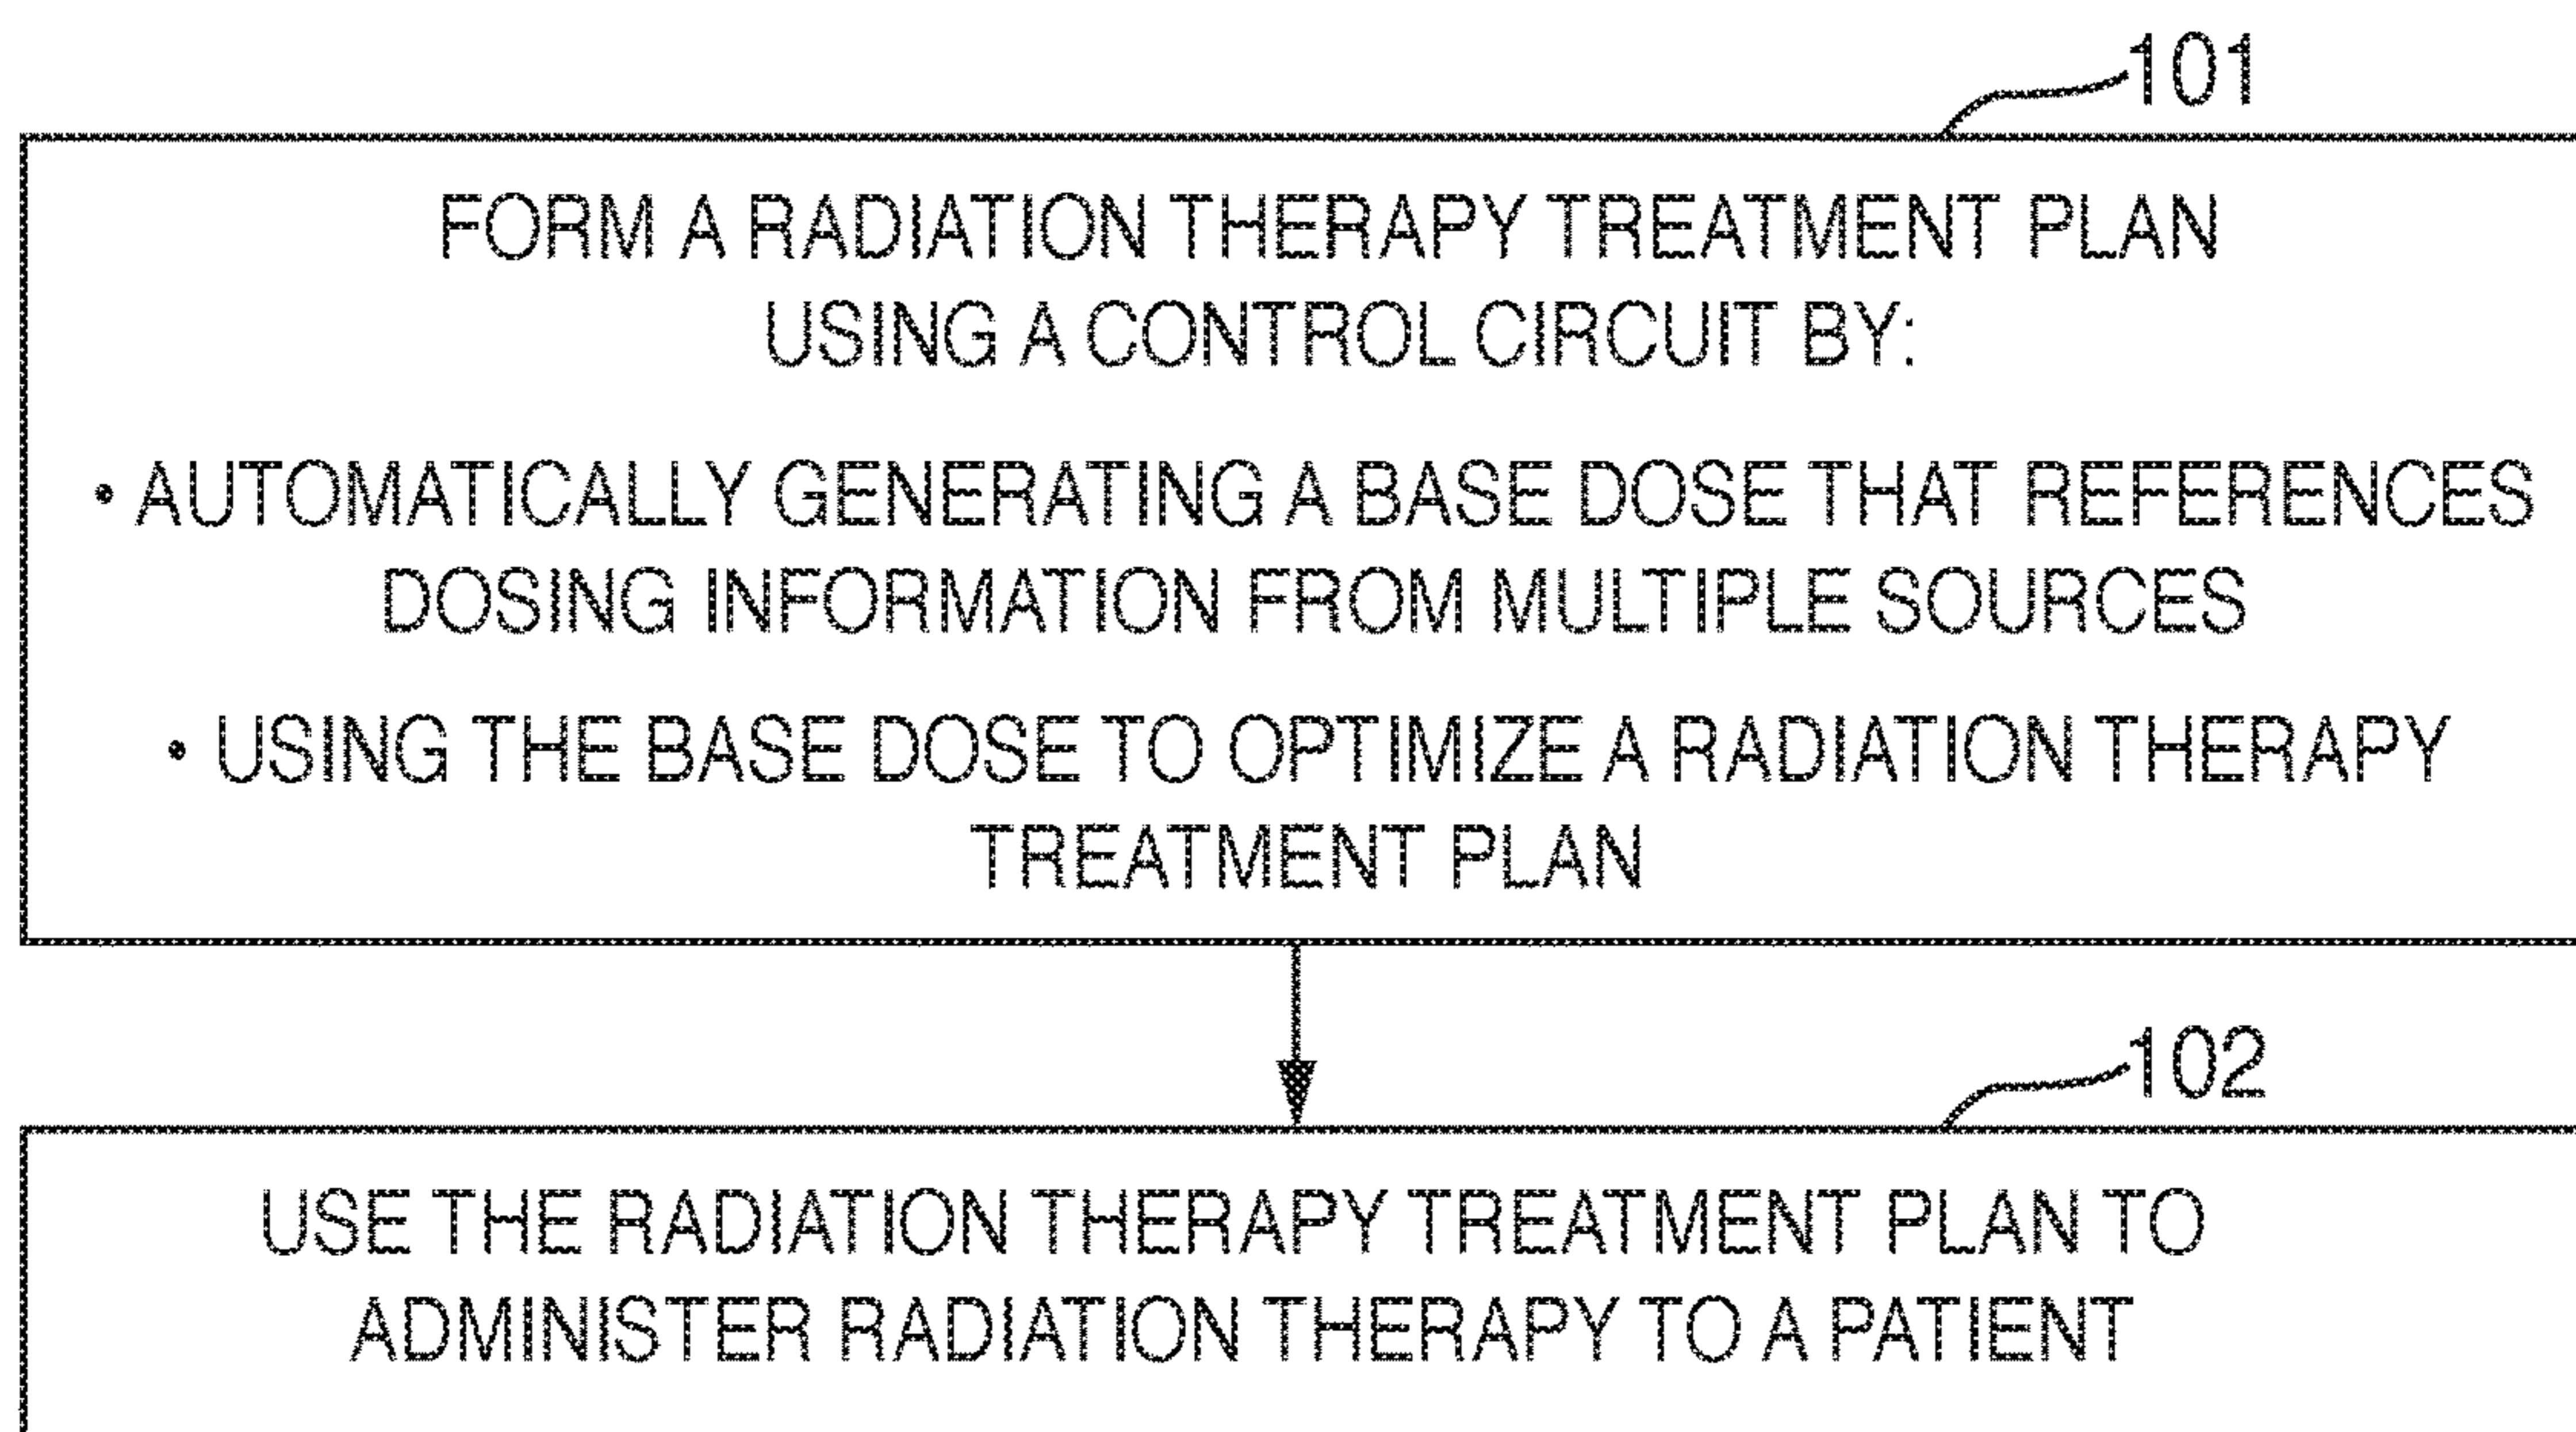 101
FORM A RADIATION THERAPY TREATMENT PLAN
USING A CONTROL CIRCUIT BY:
• AUTOMATICALLY GENERATING A BASE DOSE THAT REFERENCES
DOSING INFORMATION FROM MULTIPLE SOURCES
• USING THE BASE DOSE TO OPTIMIZE A RADIATION THERAPY
TREATMENT PLAN
102
USE THE RADIATION THERAPY TREATMENT PLAN TO
ADMINISTER RADIATION THERAPY TO A PATIENT